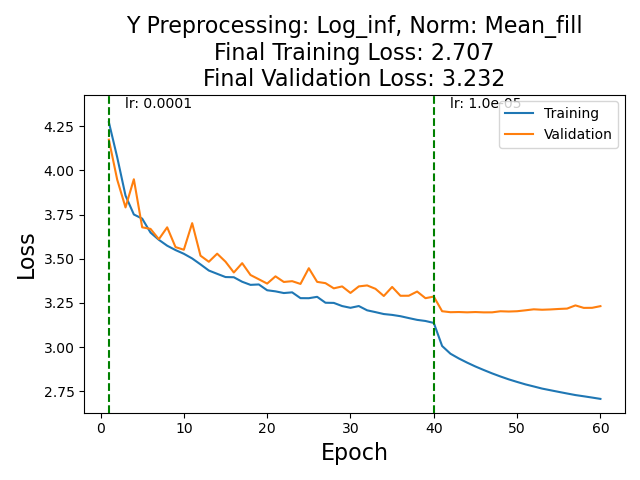 Y Preprocessing: Log_inf, Norm: Mean_fill
Final Training Loss: 2.707
Final Validation Loss: 3.232
lr: 0.0001
lr: 1.0e-05
Training
Validation
4.25
4.00
3.75
3.50
3.25
3.00
2.75
Loss
0
10
20
30
40
50
60
Epoch